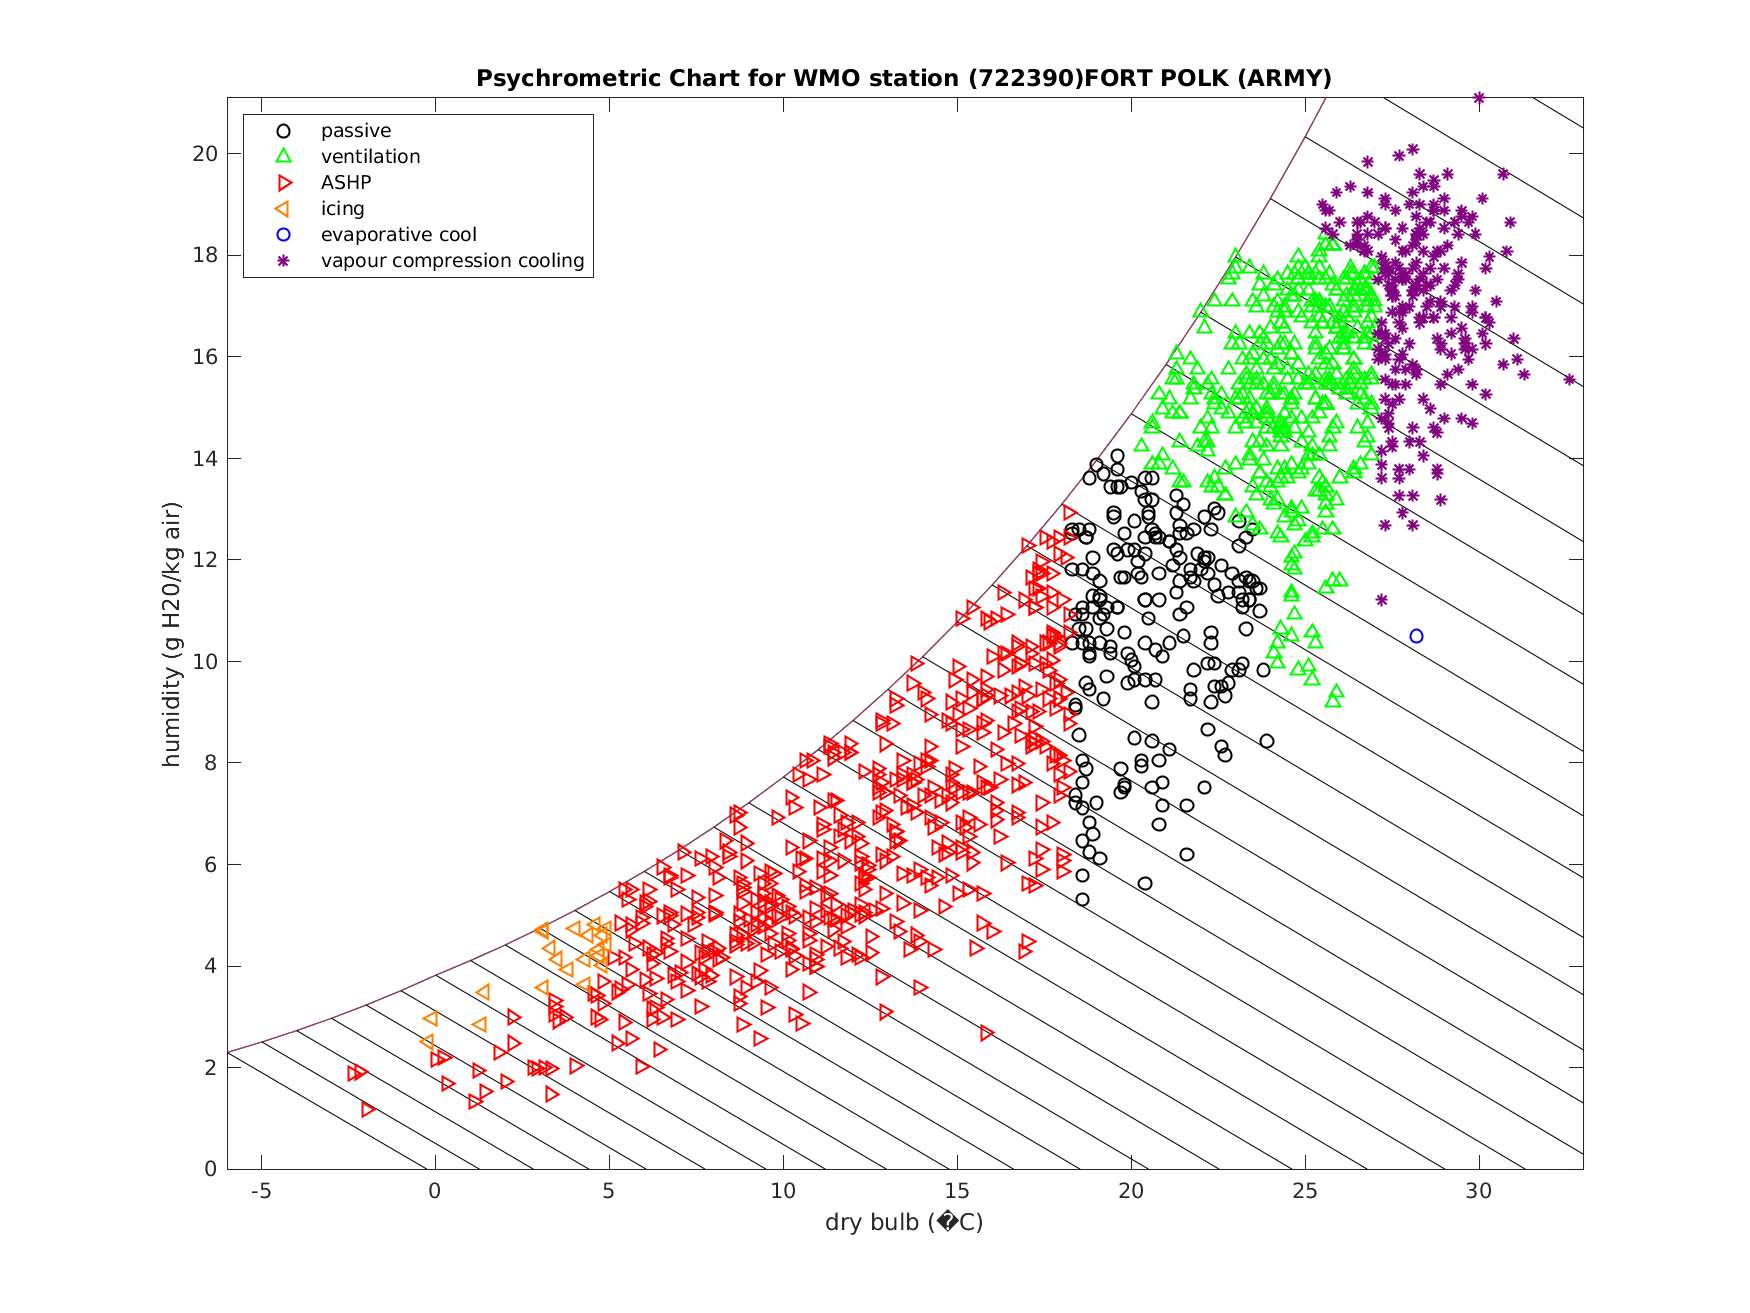 Psychrometric Chart for WMO station (722390)FORT POLK (ARMY)
passive
ventilation
ASHP
icing
evaporative cool
vapour compression cooling
humidity (g H20/kg air)
20
18
16
14
12
10
8
6
4
2
0
-5 0 5 10 15 20 25 30
dry bulb (�C)